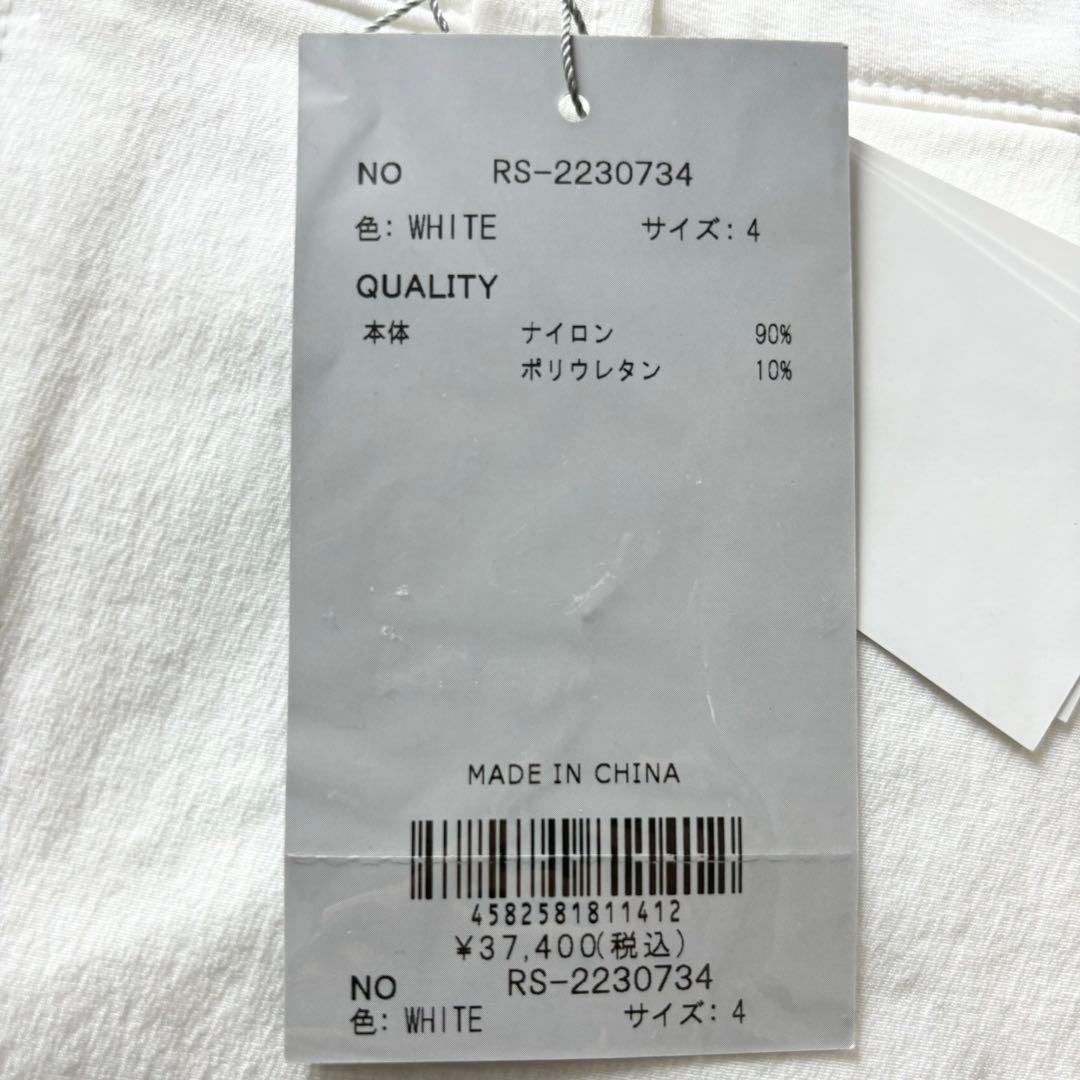 NO RS-2230734
色: WHITE サイズ: 4
QUALITY
本体 ナイロン 90%
ポリウレタン 10%
MADE IN CHINA
4582581811412
¥37,400(税込)
NO RS-2230734
色: WHITE サイズ: 4